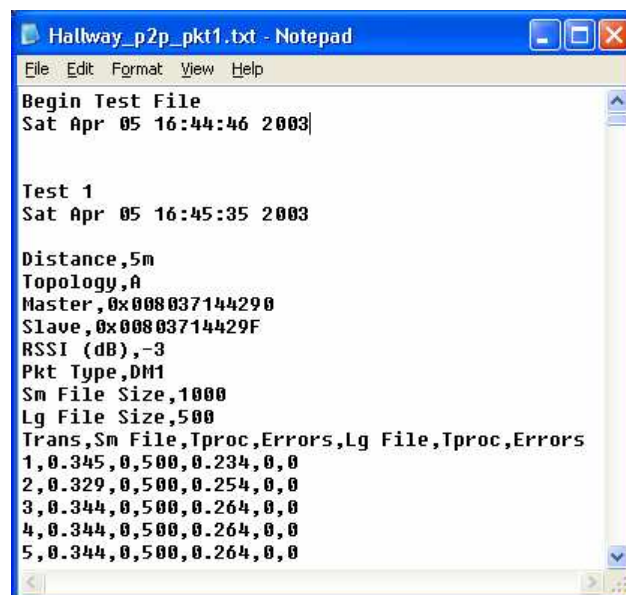 Hallway_p2p_pkt1.txt - Notepad
File Edit Format View Help
Begin Test File
Sat Apr 05 16:44:46 2003
Test 1
Sat Apr 05 16:45:35 2003
Distance,5m
Topology,A
Master,0x008037144290
Slave,0x00803714429F
RSSI (dB),-3
Pkt Type,DM1
Sm File Size,1000
Lg File Size,500
Trans,Sm File,Tproc,Errors,Lg File,Tproc,Errors
1,0.345,0,500,0.234,0,0
2,0.329,0,500,0.254,0,0
3,0.344,0,500,0.264,0,0
4,0.344,0,500,0.264,0,0
5,0.344,0,500,0.264,0,0